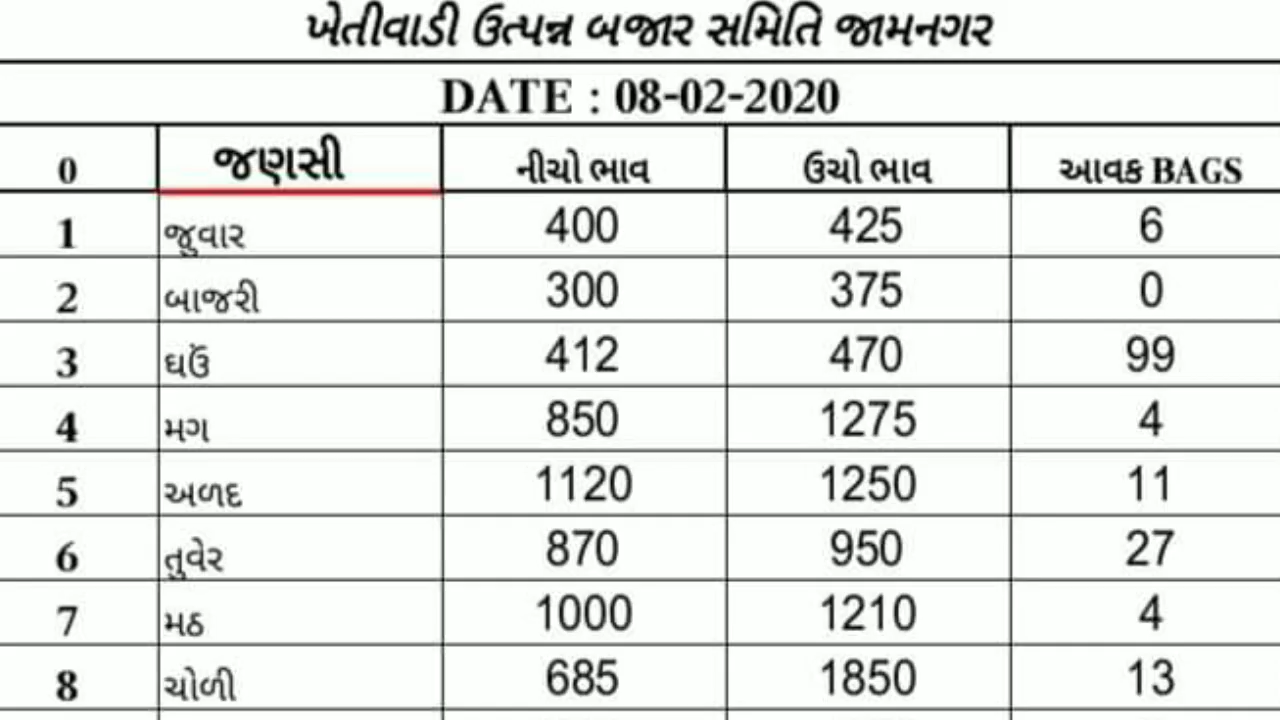 ખેતીવાડી ઉત્પન્ન બજાર સમિતિ જામનગર
DATE : 08-02-2020
0 જણસી નીચો ભાવ ઉચો ભાવ આવક BAGS
1 જુવાર 400 425 6
2 બાજરી 300 375 0
3 ઘઉં 412 470 99
4 મગ 850 1275 4
5 અળદ 1120 1250 11
6 તુવેર 870 950 27
7 મઠ 1000 1210 4
8 ચોળી 685 1850 13